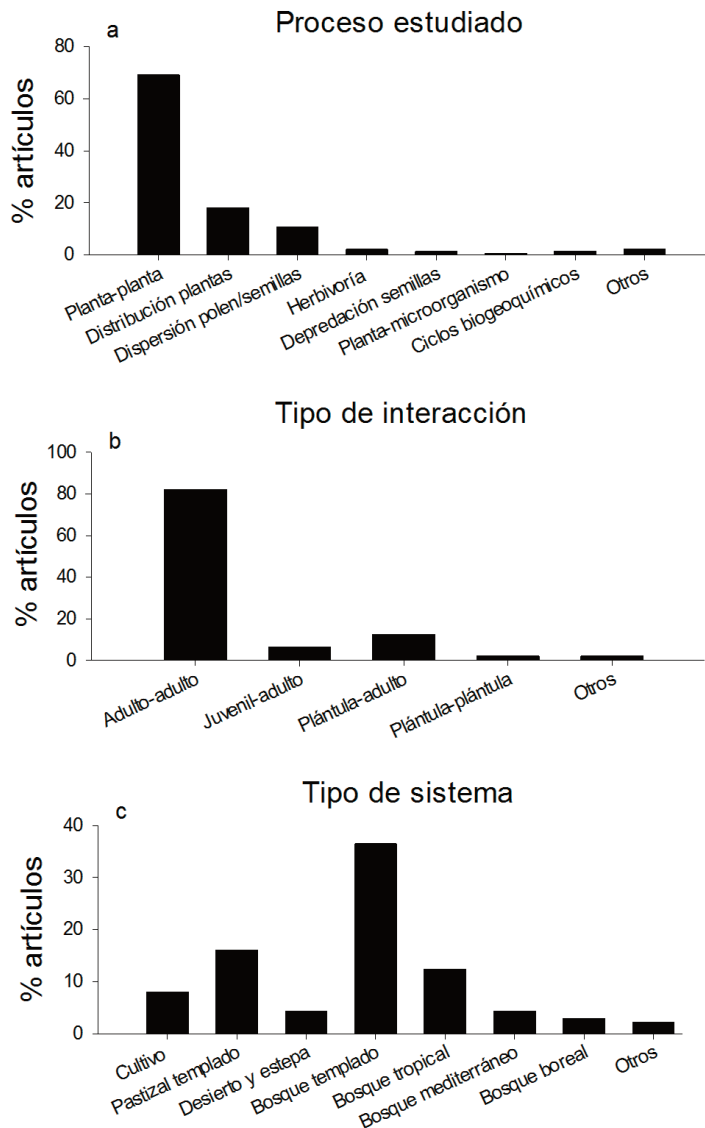 a
Proceso estudiado
% artículos
80
60
40
20
0
Planta-planta
Distribución plantas
Dispersión polen/semillas
Herbivoría
Depredación semillas
Planta-microorganismo
Ciclos biogeoquímicos
Otros
Tipo de interacción
b
% artículos
100
80
60
40
20
0
Adulto-adulto
Juvenil-adulto
Plántula-adulto
Plántula-plántula
Otros
Tipo de sistema
c
% artículos
40
30
20
10
0
Cultivo
Pastizal templado
Desierto y estepa
Bosque templado
Bosque tropical
Bosque mediterráneo
Bosque boreal
Otros